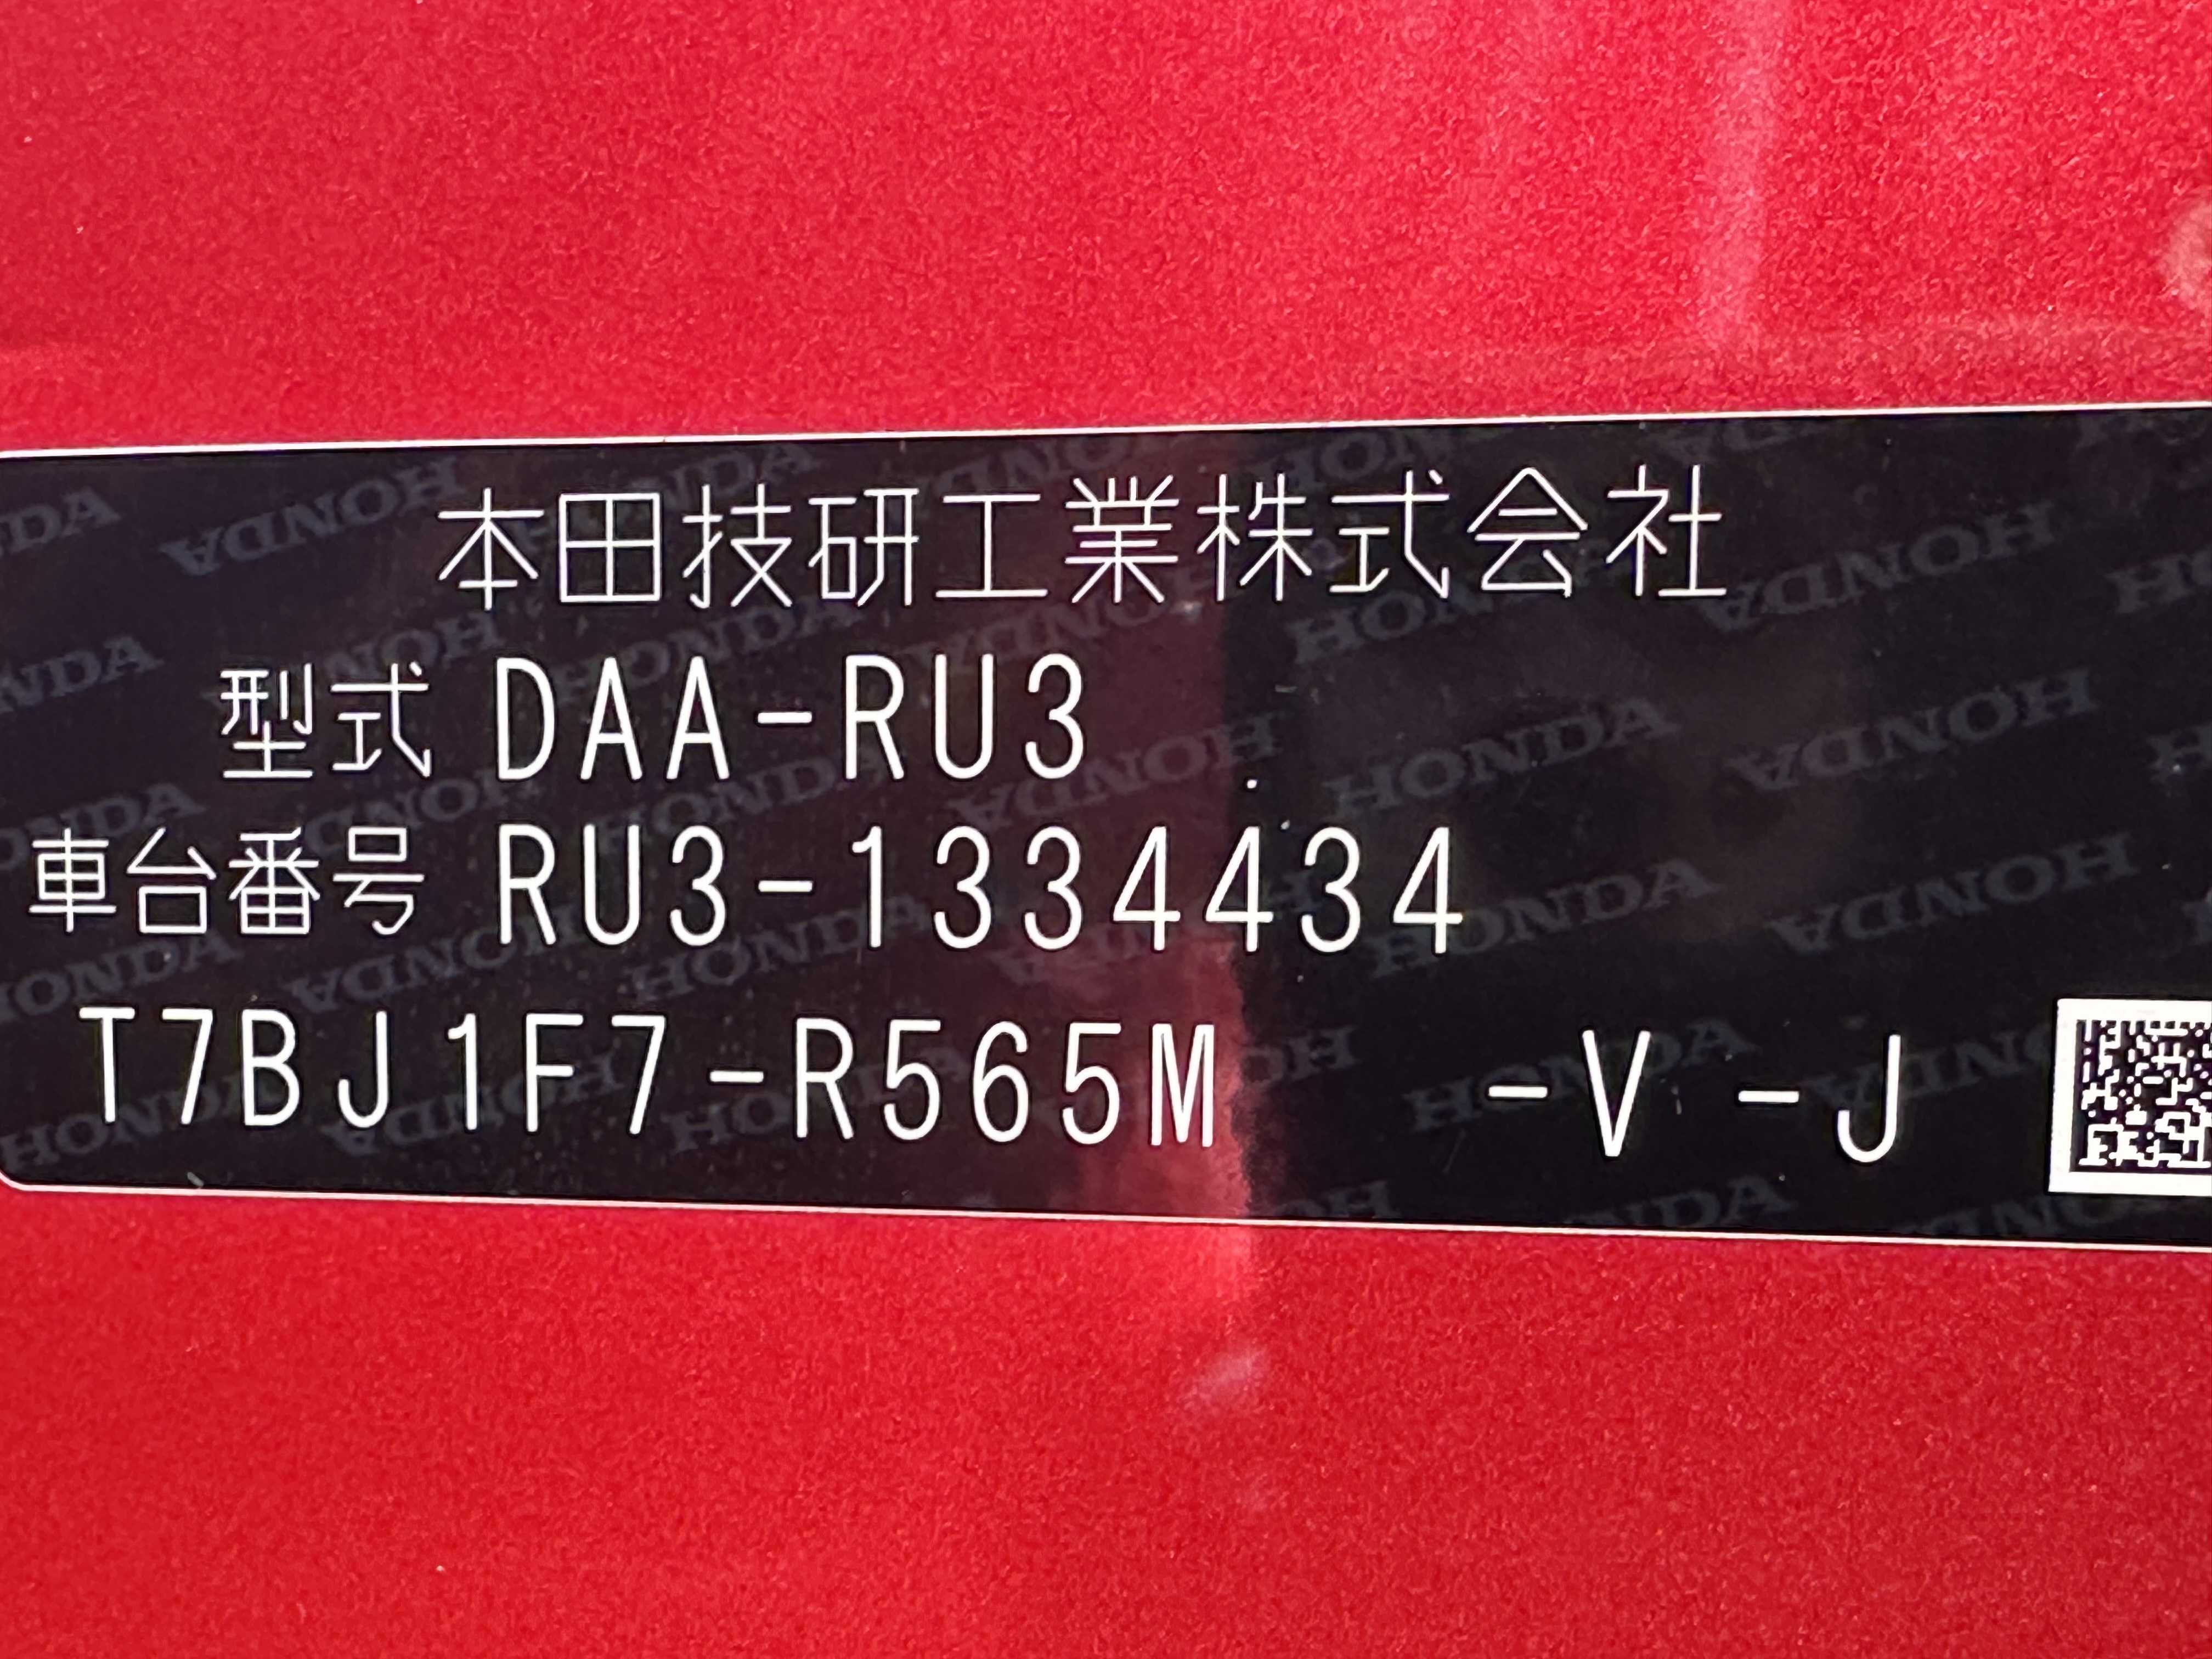 本田技研工業株式会社
型式 DAA-RU3
車台番号 RU3-1334434
T7BJ1F7-R565M -V -J